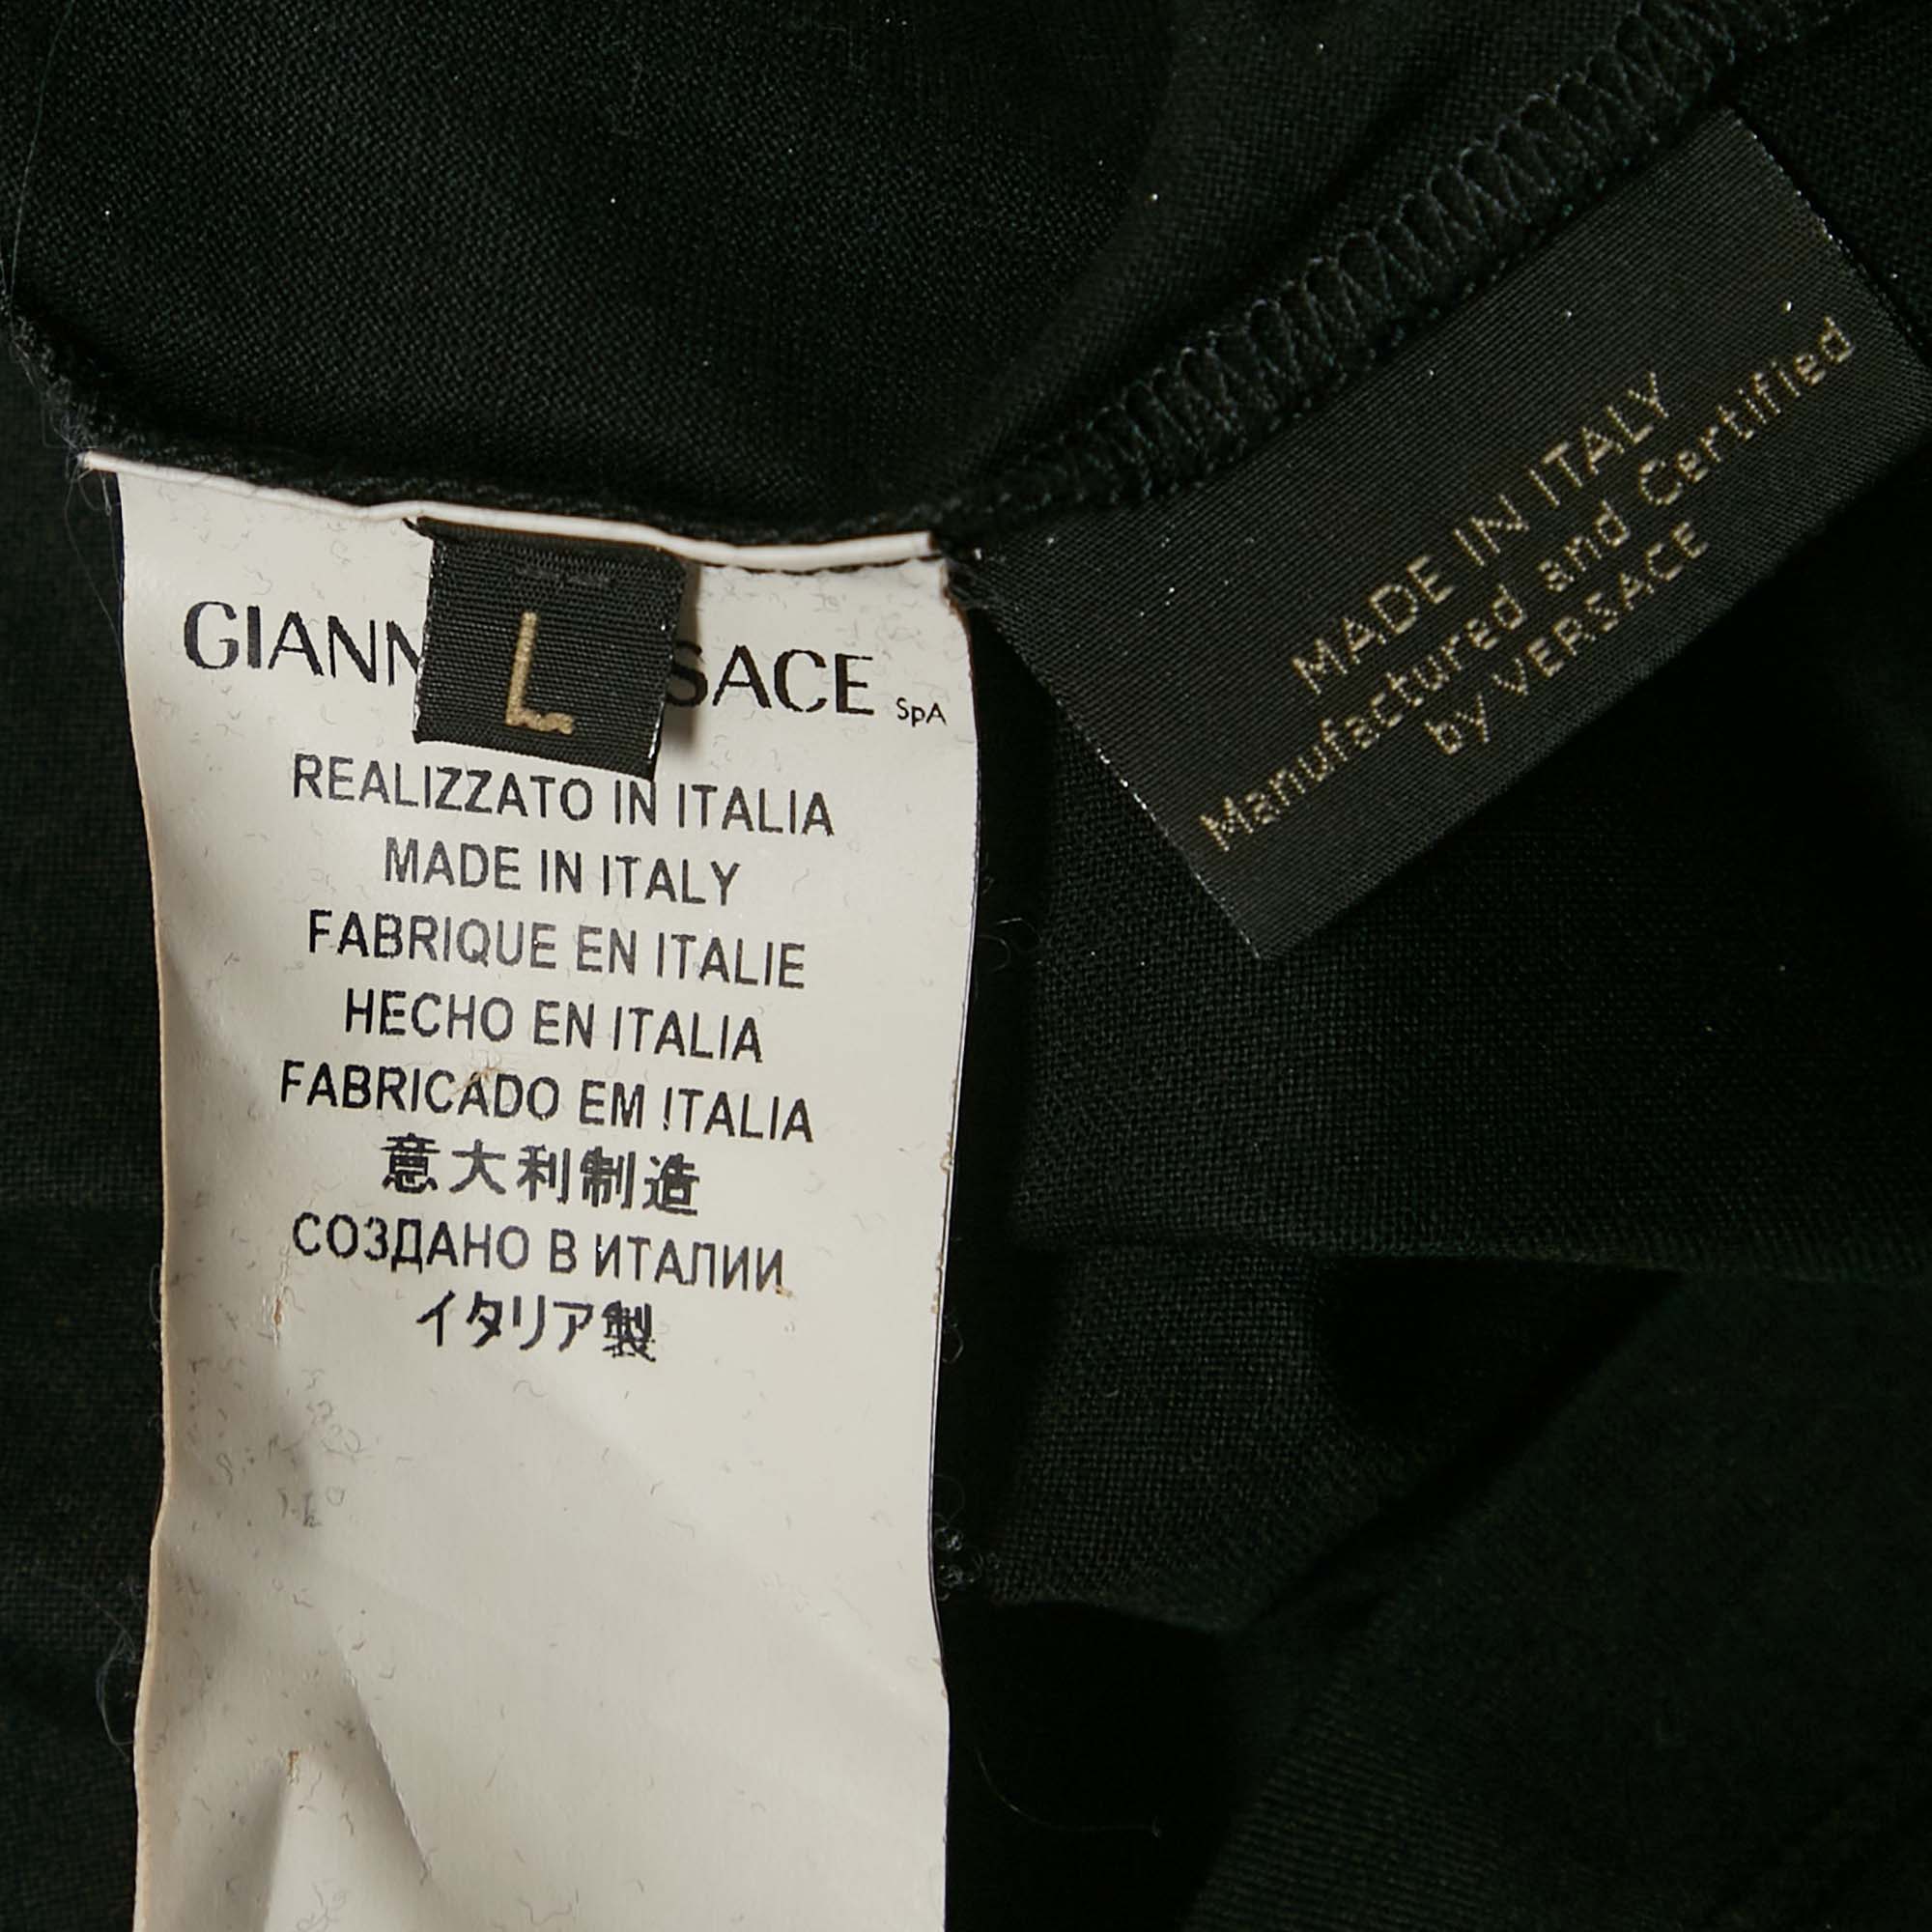 GIANN SACE SpA
L
REALIZZATO IN ITALIA
MADE IN ITALY
FABRIQUE EN ITALIE
HECHO EN ITALIA
FABRICADO EM ITALIA
意大利制造
СОЗДАНО В ИТАЛИИ
イタリア製
MADE IN ITALY
Manufactured and Certified
by VERSACE